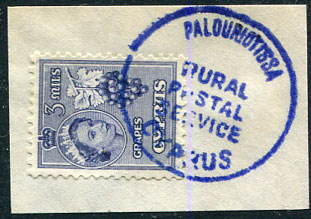 PALOURIOTISSA
RURAL
POSTAL
SERVICE
CYPRUS
3 mils
GRAPES
CYPRUS